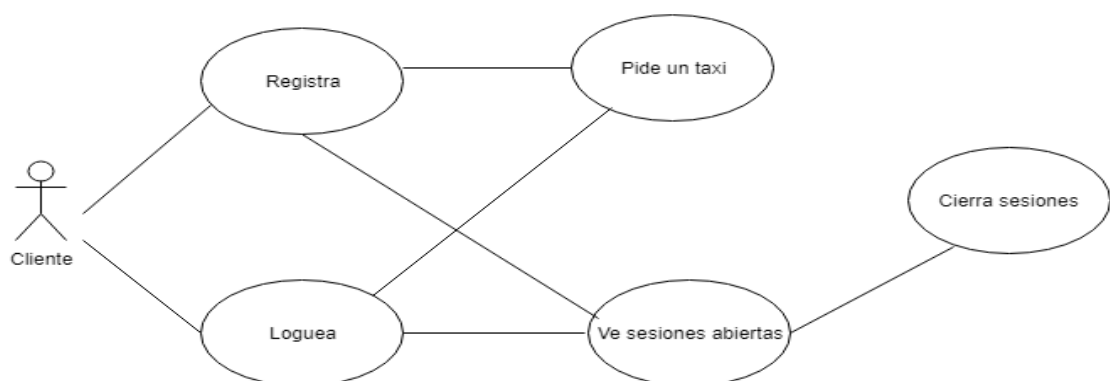 Registra
Pide un taxi
Cierra sesiones
Cliente
Loguea
Ve sesiones abiertas